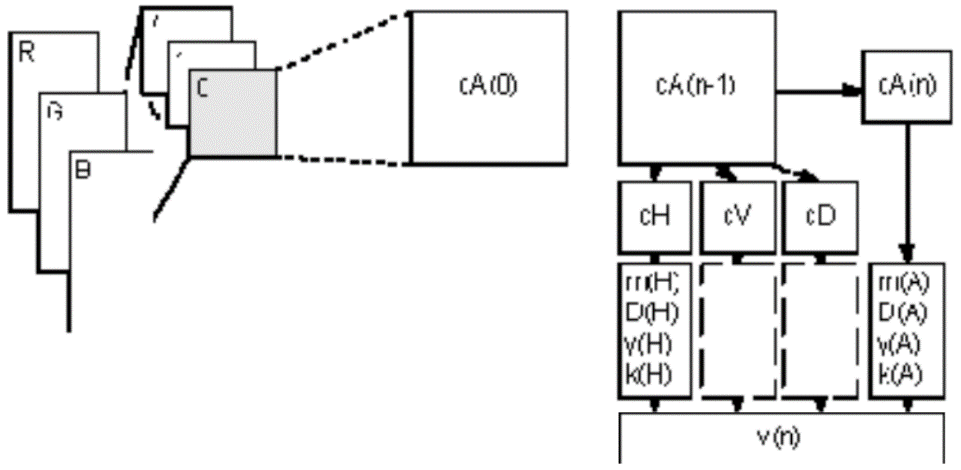 R
G
B
C
cA(0)
cA(n-1)
cA(n)
cH
cV
cD
m(H)
D(H)
γ(H)
k(H)
m(A)
D(A)
γ(A)
k(A)
v(n)